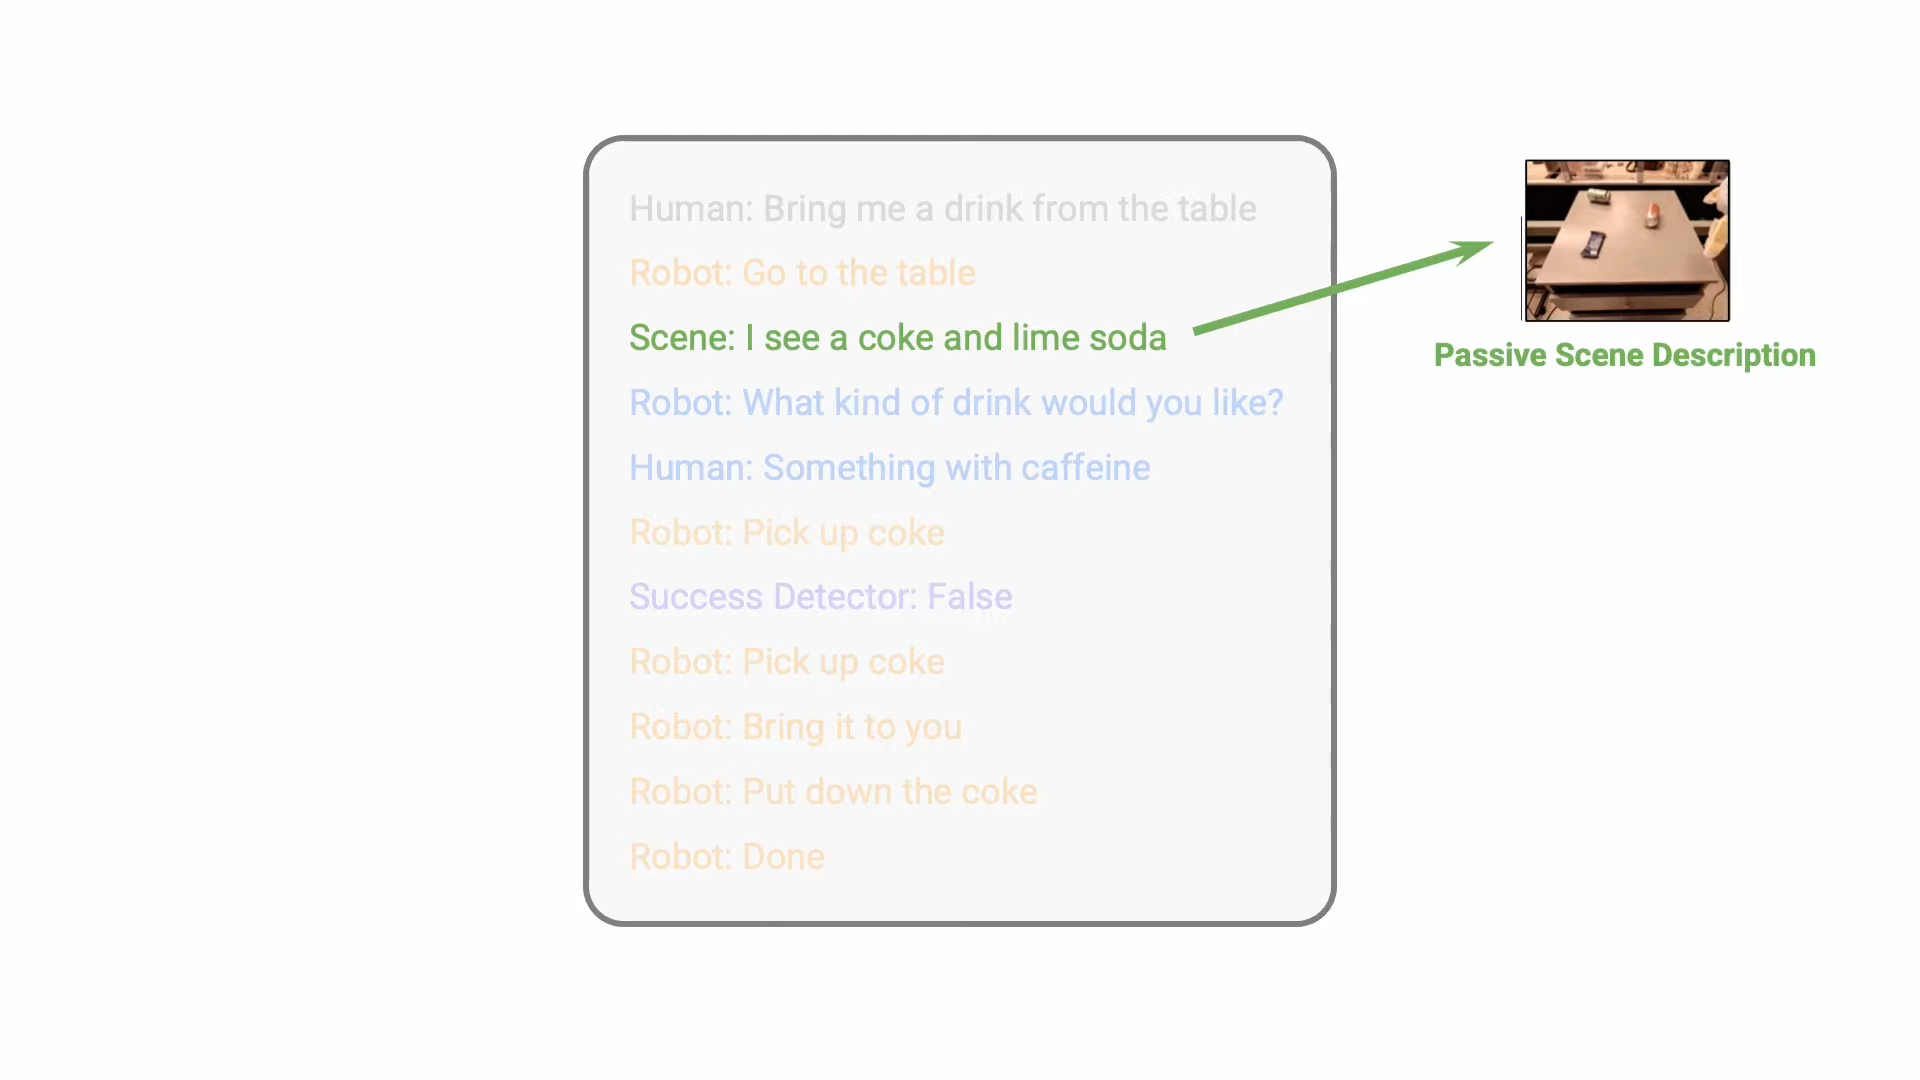 Human: Bring me a drink from the table
Robot: Go to the table
Scene: I see a coke and lime soda
Robot: What kind of drink would you like?
Human: Something with caffeine
Robot: Pick up coke
Success Detector: False
Robot: Pick up coke
Robot: Bring it to you
Robot: Put down the coke
Robot: Done
Passive Scene Description